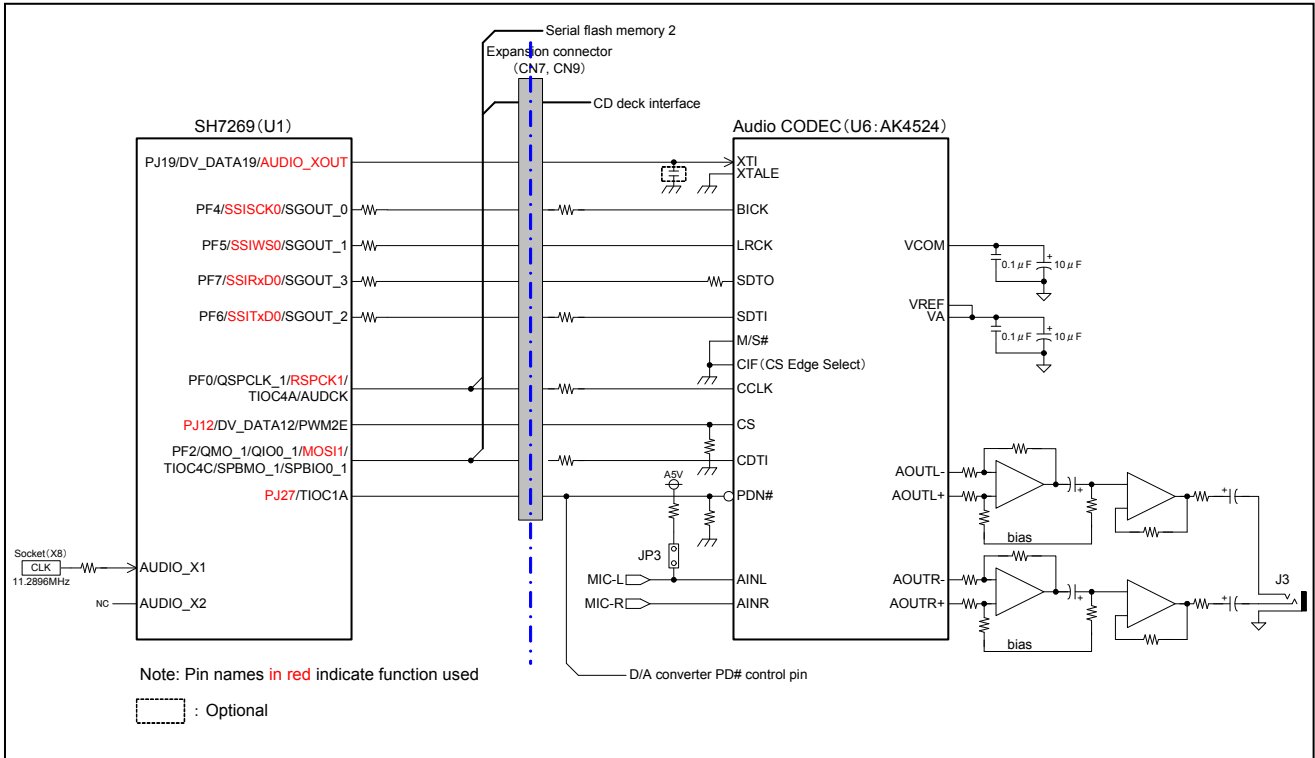 Serial flash memory 2
Expansion connector
(CN7, CN9)
CD deck interface
SH7269(U1)
Audio CODEC(U6:AK4524)
PJ19/DV_DATA19/AUDIO_XOUT
XTI
XTALE
PF4/SSISCK0/SGOUT_0
BICK
PF5/SSIWS0/SGOUT_1
LRCK
VCOM
0.1μF
+
10μF
PF7/SSIRxD0/SGOUT_3
SDTO
VREF
PF6/SSITxD0/SGOUT_2
SDTI
VA
0.1μF
+
10μF
M/S#
CIF(CS Edge Select)
PF0/QSPCLK_1/RSPCK1/
TIOC4A/AUDCK
CCLK
PJ12/DV_DATA12/PWM2E
CS
PF2/QMO_1/QIO0_1/MOSI1/
TIOC4C/SPBMO_1/SPBIO0_1
CDTI
A5V
AOUTL-
AOUTL+
+
+
bias
PJ27/TIOC1A
PDN#
Socket(X8)
CLK
11.2896MHz
AUDIO_X1
JP3
MIC-L
AINL
AOUTR-
NC
AUDIO_X2
MIC-R
AINR
AOUTR+
+
+
bias
J3
Note: Pin names in red indicate function used
D/A converter PD# control pin
: Optional